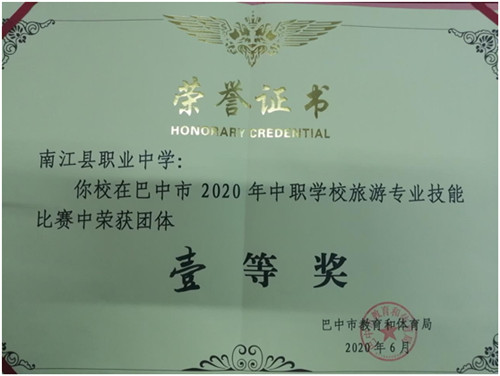 荣誉证书
HONORARY CREDENTIAL
南江县职业中学：
你校在巴中市 2020 年中职学校旅游专业技能
比赛中荣获团体
壹等奖
巴中市教育和体育局
2020 年 6 月